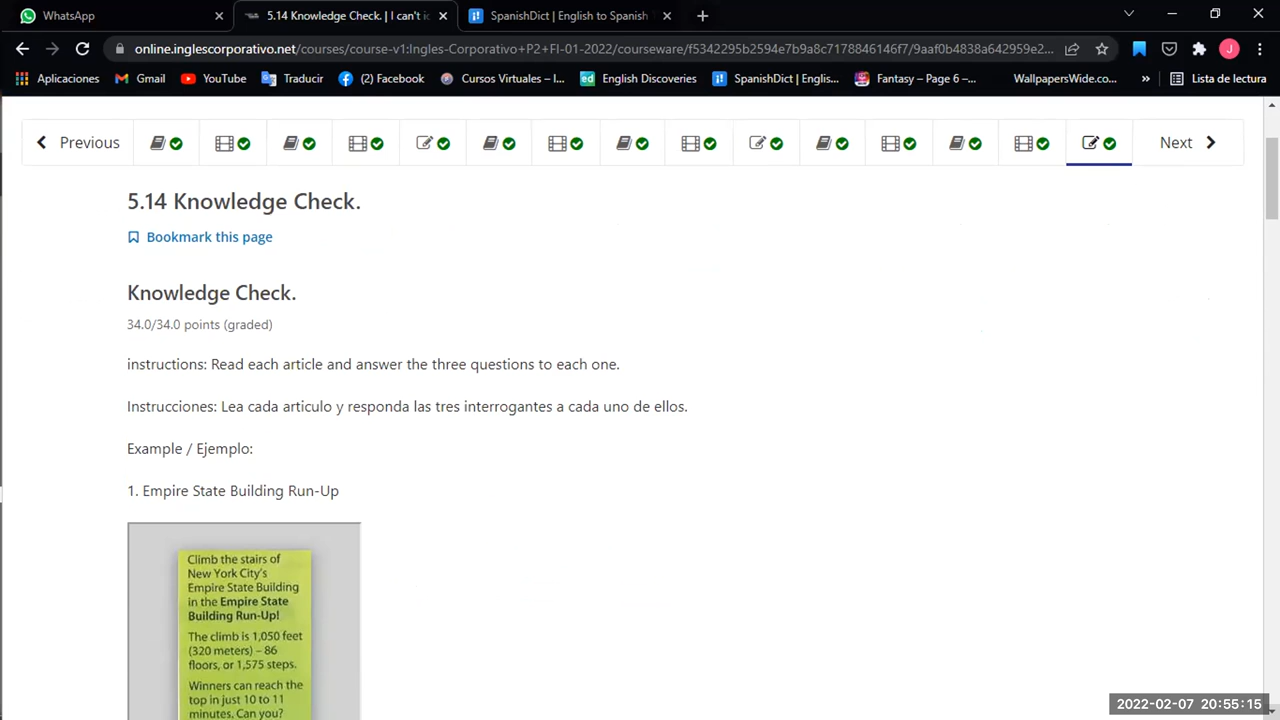 WhatsApp
5.14 Knowledge Check. | I can't ic
SpanishDict | English to Spanish
online.inglescorporativo.net/courses/course-v1:Ingles-Corporativo+P2+FI-01-2022/courseware/f5342295b2594e7b9a8c7178846146f7/9aaf0b4838a642959e2...
Aplicaciones
Gmail
YouTube
Traducir
(2) Facebook
Cursos Virtuales – I...
English Discoveries
SpanishDict | Englis...
Ertasy – Page 6 –...
WallpapersWide.co...
»
Lista de lectura
Previous
Next
5.14 Knowledge Check.
Bookmark this page
Knowledge Check.
34.0/34.0 points (graded)
instructions: Read each article and answer the three questions to each one.
Instrucciones: Lea cada articulo y responda las tres interrogantes a cada uno de ellos.
Example / Ejemplo:
1. Empire State Building Run-Up
Climb the stairs of
New York City's
Empire State Building
in the Empire State
Building Run-Up!
The climb is 1,050 feet
(320 meters) – 86
floors, or 1,575 steps.
Winners can reach the
top in just 10 to 11
minutes. Can you?
2022-02-07 20:55:15